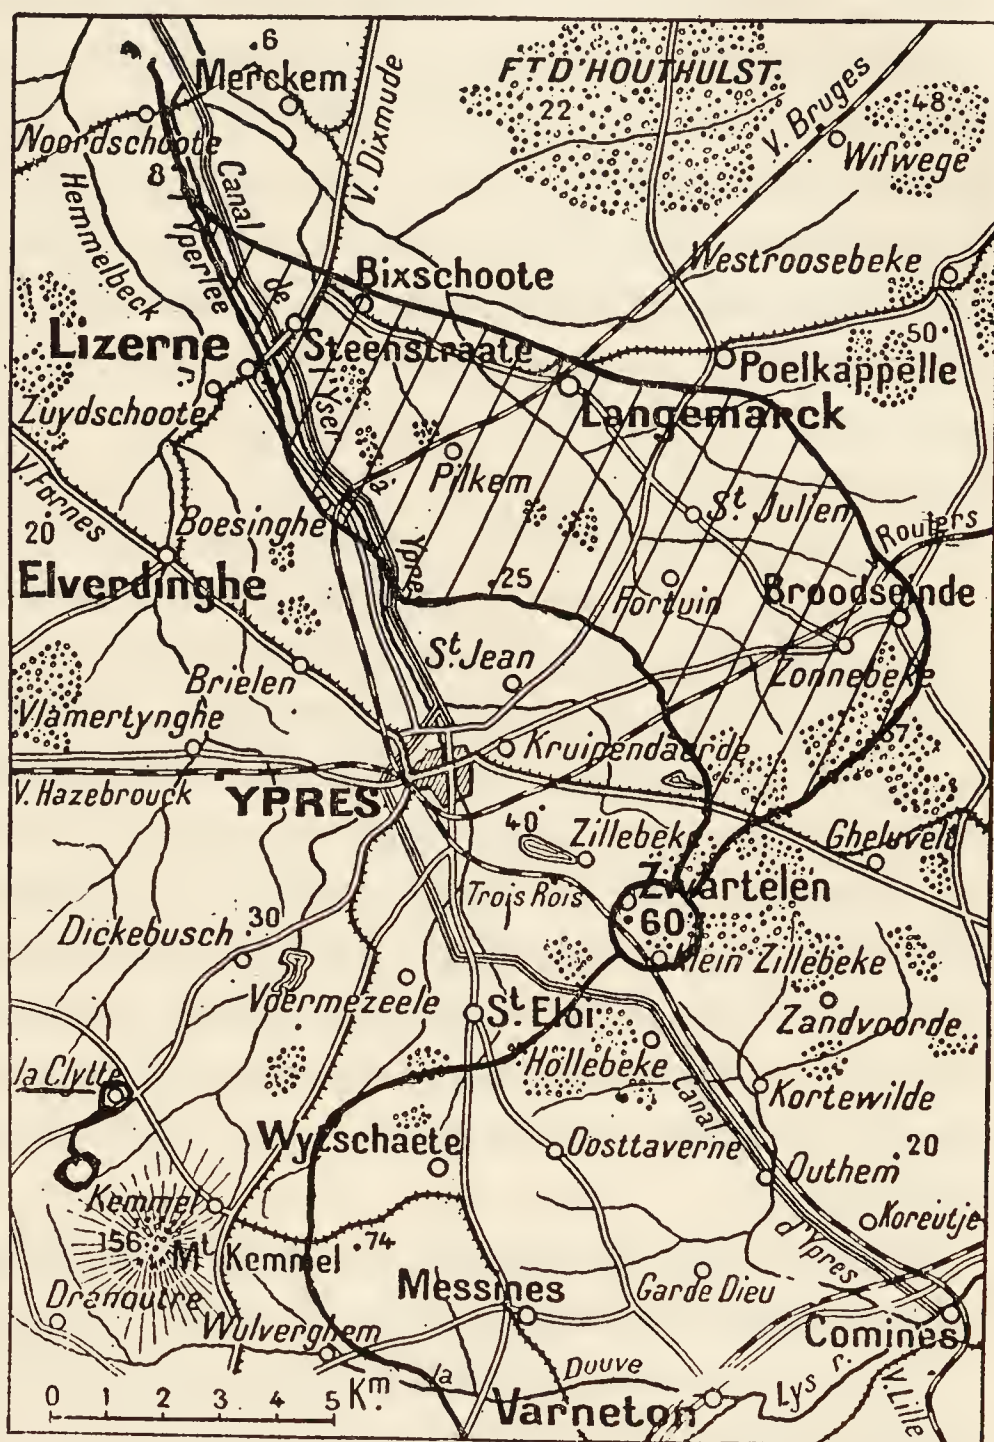 .6
Merckem
V. Dixmude
FT. D'HOUTHULST.
22
V. Bruges
48
Wifwege
Noordschoote
8
Canal
Hemmelbeck
Yperlée
de
Bixschoote
Westroosebeke
Lizerne
r.
Steenstraate
50
Poelkappelle
Zuydschoote
l'Yser
Langemarck
V. Furnes
à
Pilkem
St. Julien
20
Boesinghe
Ypres
Roulers
Elverdinghe
.25
Fortuin
Broodseinde
St. Jean
Brielen
Zonnebeke
Vlamertynghe
Kruipendaarde
37
V. Hazebrouck
YPRES
40
Zillebeke
Gheluvelt
Trois Rois
Zwartelen
60
Dickebusch
30
Klein Zillebeke
Voermezeele
St. Eloi
Zandvoorde
la Clytte
Hollebeke
Canal
Kortewilde
Wytschaete
Oosttaverne
Outhem
20
Kemmel
d'Ypres
Koreutje
156
Mt. Kemmel
.74
Dranoutre
Messines
Garde Dieu
Wulverghem
Comines
la
Douve
r.
Lys
V. Lille
0 1 2 3 4 5 Km.
Varneton